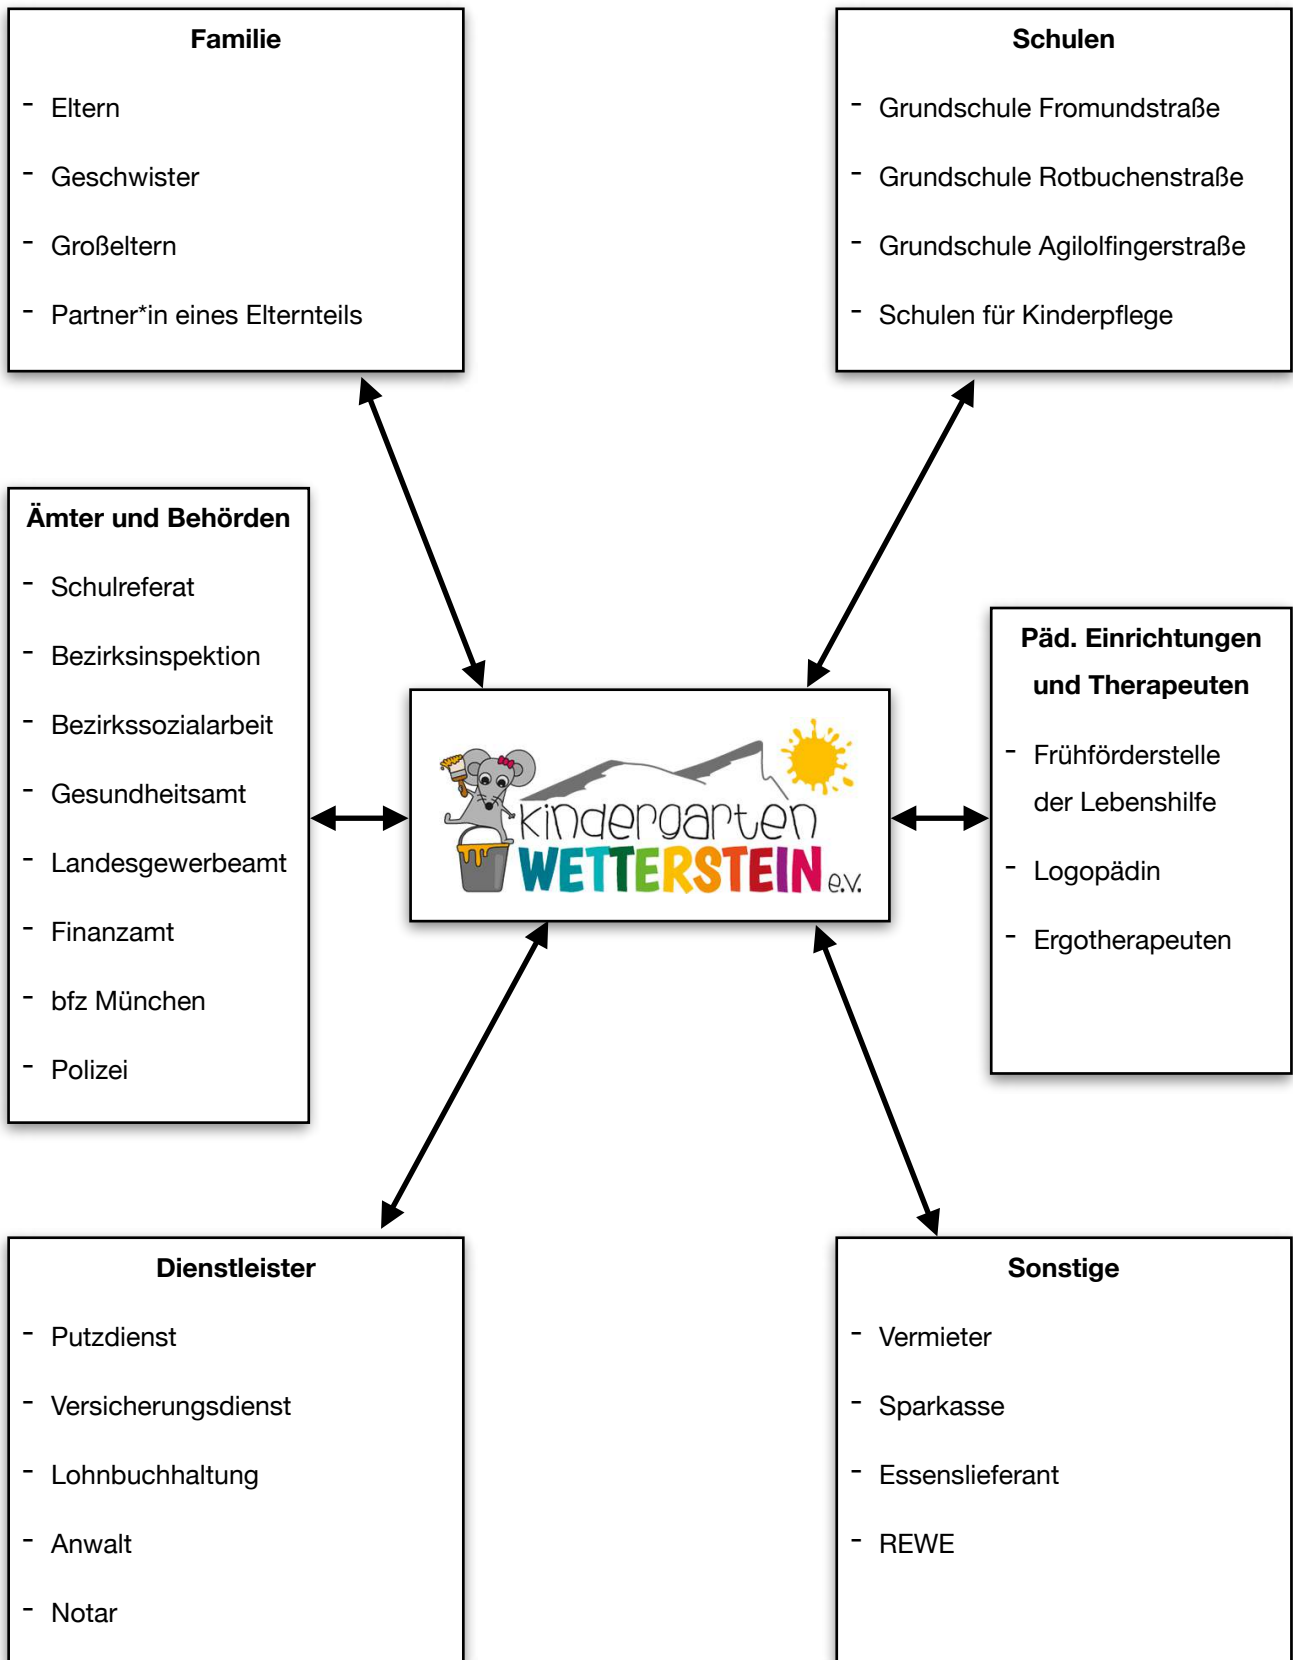 Familie
- Eltern
- Geschwister
- Großeltern
- Partner*in eines Elternteils
Schulen
- Grundschule Fromundstraße
- Grundschule Rotbuchenstraße
- Grundschule Agilolfingerstraße
- Schulen für Kinderpflege
Ämter und Behörden
- Schulreferat
- Bezirksinspektion
- Bezirkssozialarbeit
- Gesundheitsamt
- Landesgewerbeamt
- Finanzamt
- bfz München
- Polizei
kindergarten
WETTERSTEIN e.V.
Päd. Einrichtungen
und Therapeuten
- Frühförderstelle
der Lebenshilfe
- Logopädin
- Ergotherapeuten
Dienstleister
- Putzdienst
- Versicherungsdienst
- Lohnbuchhaltung
- Anwalt
- Notar
Sonstige
- Vermieter
- Sparkasse
- Essenslieferant
- REWE